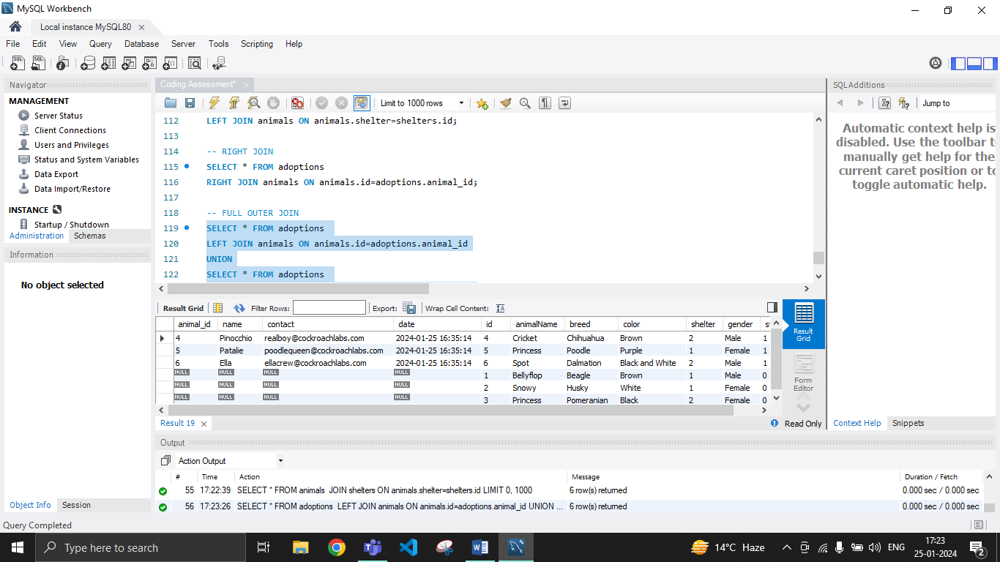 MySQL Workbench
Local instance MySQL80
File Edit View Query Database Server Tools Scripting Help
Navigator
MANAGEMENT
Server Status
Client Connections
Users and Privileges
Status and System Variables
Data Export
Data Import/Restore
INSTANCE
Startup / Shutdown
Administration Schemas
Information
No object selected
Object Info Session
Coding Assessment*
Limit to 1000 rows
112 LEFT JOIN animals ON animals.shelter=shelters.id;
113
114 -- RIGHT JOIN
115 SELECT * FROM adoptions
116 RIGHT JOIN animals ON animals.id=adoptions.animal_id;
117
118 -- FULL OUTER JOIN
119 SELECT * FROM adoptions
120 LEFT JOIN animals ON animals.id=adoptions.animal_id
121 UNION
122 SELECT * FROM adoptions
Result Grid Filter Rows: Export: Wrap Cell Content:
animal_id name contact date id animalName breed color shelter gender
4 Pinocchio realboy@cockroachlabs.com 2024-01-25 16:35:14 4 Cricket Chihuahua Brown 2 Male 1
5 Patalie poodlequeen@cockroachlabs.com 2024-01-25 16:35:14 5 Princess Poodle Purple 1 Female 1
6 Ella ellacrew@cockroachlabs.com 2024-01-25 16:35:14 6 Spot Dalmation Black and White 2 Male 1
NULL NULL NULL NULL 1 Bellyflop Beagle Brown 1 Male 0
NULL NULL NULL NULL 2 Snowy Husky White 1 Female 0
NULL NULL NULL NULL 3 Princess Pomeranian Black 2 Female 0
Result Grid
Form Editor
Result 19
Read Only
SQLAdditions
Jump to
Automatic context help is
disabled. Use the toolbar
manually get help for the
current caret position or
toggle automatic help.
Context Help Snippets
Output
Action Output
# Time Action Message Duration / Fetch
55 17:22:39 SELECT * FROM animals JOIN shelters ON animals.shelter=shelters.id LIMIT 0, 1000 6 row(s) returned 0.000 sec / 0.000 sec
56 17:23:26 SELECT * FROM adoptions LEFT JOIN animals ON animals.id=adoptions.animal_id UNION ... 6 row(s) returned 0.000 sec / 0.000 sec
Query Completed
Type here to search
14°C Haze
ENG
17:23
25-01-2024
2